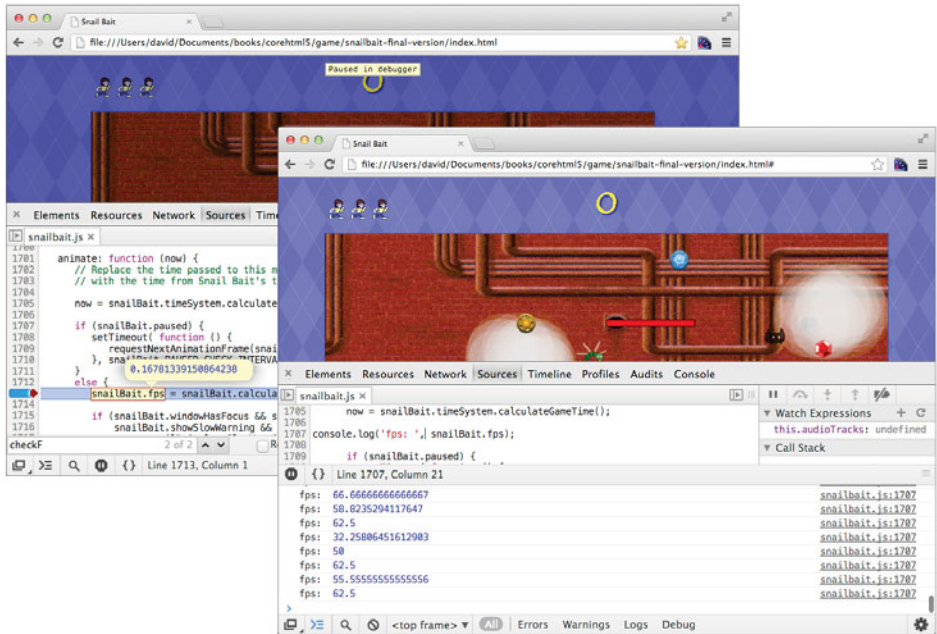 Snail Bait ×
file:///Users/david/Documents/books/corehtml5/game/snailbait-final-version/index.html
Paused in debugger
× Elements Resources Network Sources
snailbait.js ×
1700
1701 animate: function (now) {
1702 // Replace the time passed to this m
1703 // with the time from Snail Bait's t
1704
1705 now = snailBait.timeSystem.calculate
1706
1707 if (snailBait.paused) {
1708 setTimeout( function () {
1709 requestNextAnimationFrame(snai
1710
1711 }
0.16781339150864238
1712 else {
snailBait.fps = snailBait.calcula
1714
1715 if (snailBait.windowHasFocus && s
1716 snailBait.showSlowWarning &&
checkF 2 of 2
{} Line 1713, Column 1
Snail Bait ×
file:///Users/david/Documents/books/corehtml5/game/snailbait-final-version/index.html#
× Elements Resources Network Sources Timeline Profiles Audits Console
snailbait.js ×
1705 now = snailBait.timeSystem.calculateGameTime();
1706
1707 console.log('fps: ', snailBait.fps);
1708
1709 if (snailBait.paused) {
Watch Expressions + C
this.audioTracks: undefined
Call Stack
{} Line 1707, Column 21
fps: 66.66666666666667 snailbait.js:1707
fps: 58.8235294117647 snailbait.js:1707
fps: 62.5 snailbait.js:1707
fps: 32.25806451612903 snailbait.js:1707
fps: 50 snailbait.js:1707
fps: 62.5 snailbait.js:1707
fps: 55.55555555555556 snailbait.js:1707
fps: 62.5 snailbait.js:1707
>
<top frame> ▼ All Errors Warnings Logs Debug